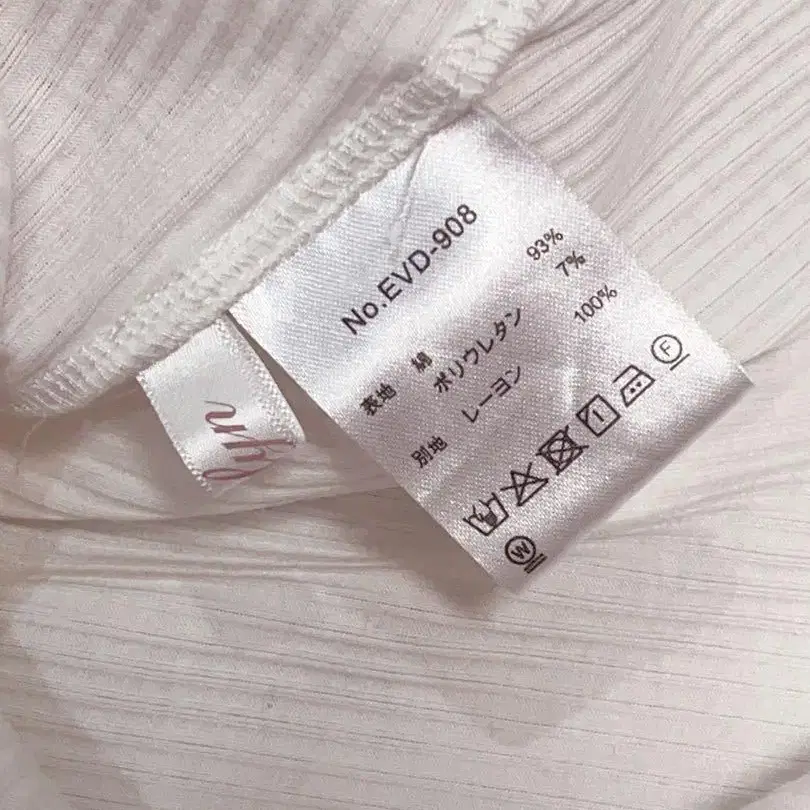 No.EVD-908
表地 綿 93%
ポリウレタン 7%
別地 レーヨン 100%
F
W